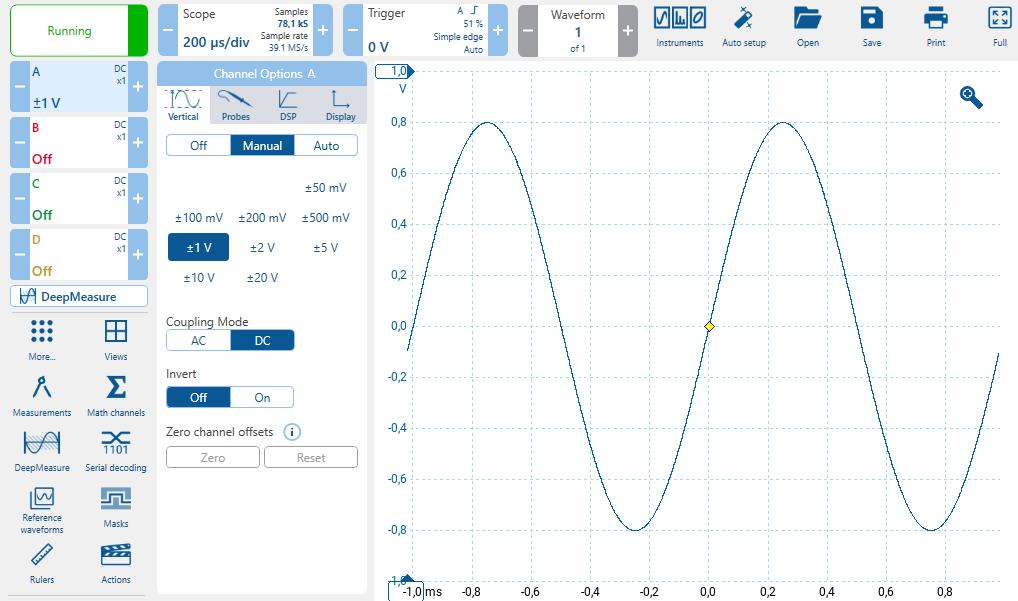 Running
Scope
200 µs/div
Samples
78,1 kS
Sample rate
39.1 MS/s
Trigger
0 V
A
51 %
Simple edge
Auto
Waveform
1
of 1
Instruments
Auto setup
Open
Save
Print
Full
A
DC
x1
±1 V
B
DC
x1
Off
C
DC
x1
Off
D
DC
x1
Off
DeepMeasure
More...
Views
Measurements
Math channels
DeepMeasure
1101
Serial decoding
Reference
waveforms
Masks
Rulers
Actions
Channel Options A
Vertical
Probes
DSP
Display
Off Manual Auto
±50 mV
±100 mV ±200 mV ±500 mV
±1 V ±2 V ±5 V
±10 V ±20 V
Coupling Mode
AC DC
Invert
Off On
Zero channel offsets i
Zero Reset
1,0
V
0,8
0,6
0,4
0,2
0,0
-0,2
-0,4
-0,6
-0,8
-1,0 ms -0,8 -0,6 -0,4 -0,2 0,0 0,2 0,4 0,6 0,8